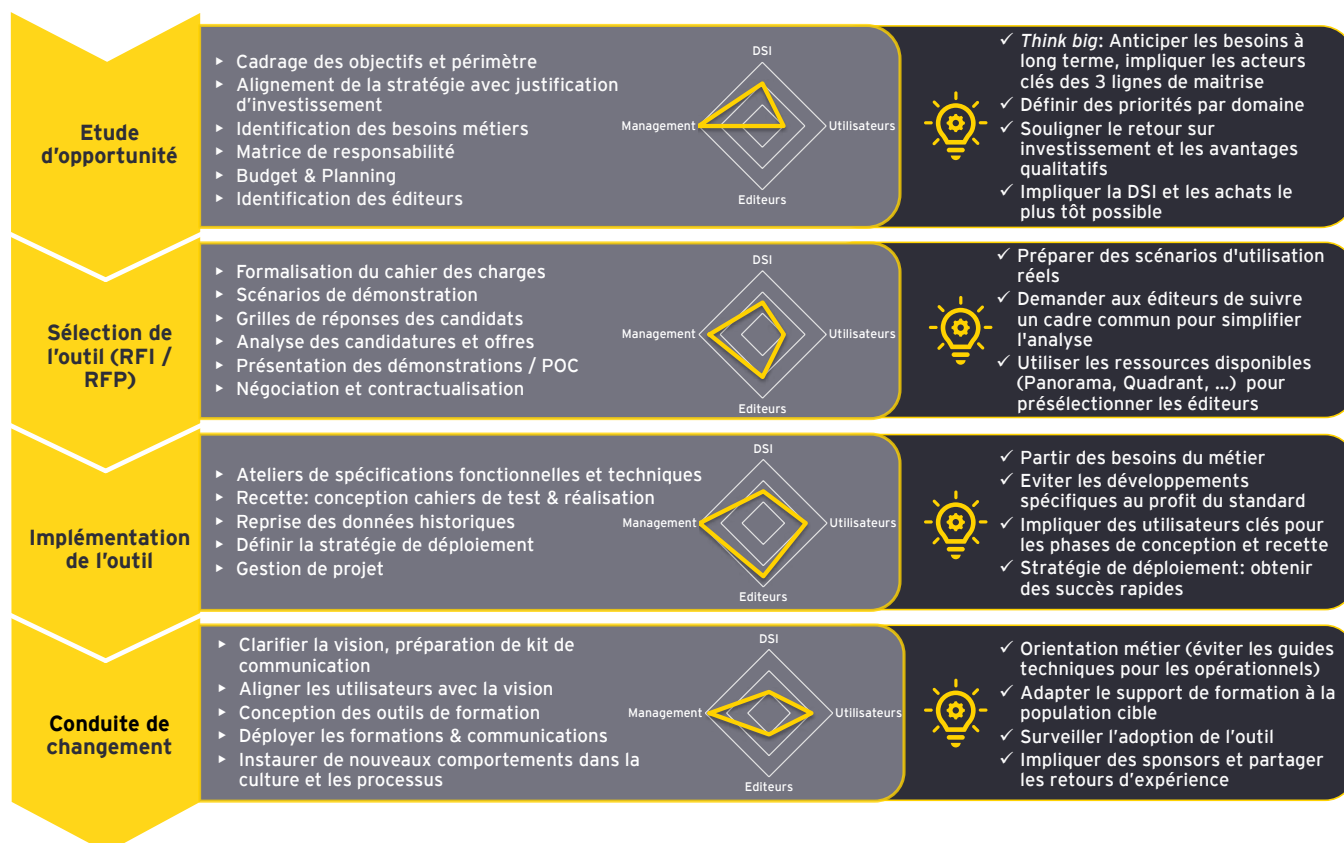 Etude
d'opportunité
▸ Cadrage des objectifs et périmètre
▸ Alignement de la stratégie avec justification
d'investissement
▸ Identification des besoins métiers
▸ Matrice de responsabilité
▸ Budget & Planning
▸ Identification des éditeurs
DSI
Management
Utilisateurs
Editeurs
✓ Think big: Anticiper les besoins à
long terme, impliquer les acteurs
clés des 3 lignes de maitrise
✓ Définir des priorités par domaine
✓ Souligner le retour sur
investissement et les avantages
qualitatifs
✓ Impliquer la DSI et les achats le
plus tôt possible
Sélection de
l'outil (RFI /
RFP)
▸ Formalisation du cahier des charges
▸ Scénarios de démonstration
▸ Grilles de réponses des candidats
▸ Analyse des candidatures et offres
▸ Présentation des démonstrations / POC
▸ Négociation et contractualisation
DSI
Management
Utilisateurs
Editeurs
✓ Préparer des scénarios d'utilisation
réels
✓ Demander aux éditeurs de suivre
un cadre commun pour simplifier
l'analyse
✓ Utiliser les ressources disponibles
(Panorama, Quadrant, …) pour
présélectionner les éditeurs
Implémentation
de l'outil
▸ Ateliers de spécifications fonctionnelles et techniques
▸ Recette: conception cahiers de test & réalisation
▸ Reprise des données historiques
▸ Définir la stratégie de déploiement
▸ Gestion de projet
DSI
Management
Utilisateurs
Editeurs
✓ Partir des besoins du métier
✓ Eviter les développements
spécifiques au profit du standard
✓ Impliquer des utilisateurs clés pour
les phases de conception et recette
✓ Stratégie de déploiement: obtenir
des succès rapides
Conduite de
changement
▸ Clarifier la vision, préparation de kit de
communication
▸ Aligner les utilisateurs avec la vision
▸ Conception des outils de formation
▸ Déployer les formations & communications
▸ Instaurer de nouveaux comportements dans la
culture et les processus
DSI
Management
Utilisateurs
Editeurs
✓ Orientation métier (éviter les guides
techniques pour les opérationnels)
✓ Adapter le support de formation à la
population cible
✓ Surveiller l'adoption de l'outil
✓ Impliquer des sponsors et partager
les retours d'expérience